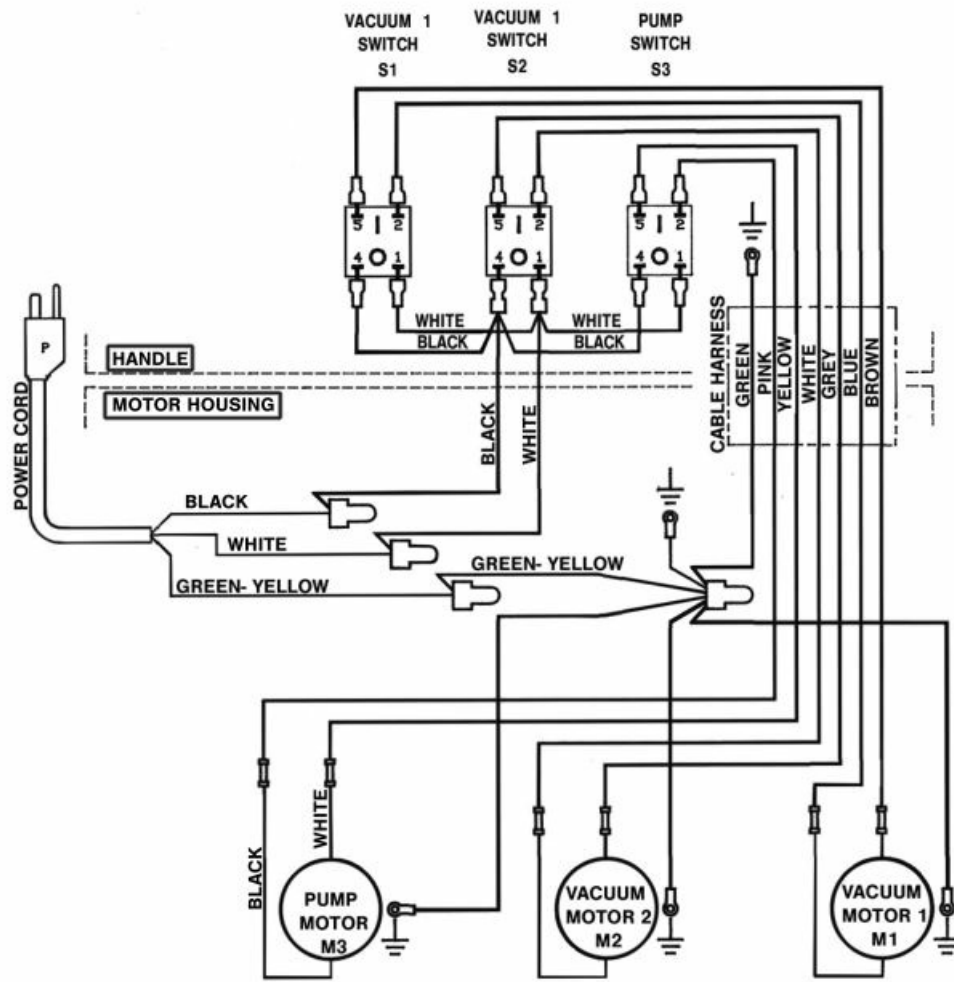 VACUUM 1
SWITCH
S1
VACUUM 1
SWITCH
S2
PUMP
SWITCH
S3
5 2
4 1
5 2
4 1
5 2
4 1
WHITE
BLACK
WHITE
BLACK
P
HANDLE
MOTOR HOUSING
POWER CORD
BLACK
WHITE
CABLE HARNESS
GREEN
PINK
YELLOW
WHITE
GREY
BLUE
BROWN
BLACK
WHITE
GREEN- YELLOW
GREEN- YELLOW
BLACK
WHITE
PUMP
MOTOR
M3
VACUUM
MOTOR 2
M2
VACUUM
MOTOR 1
M1